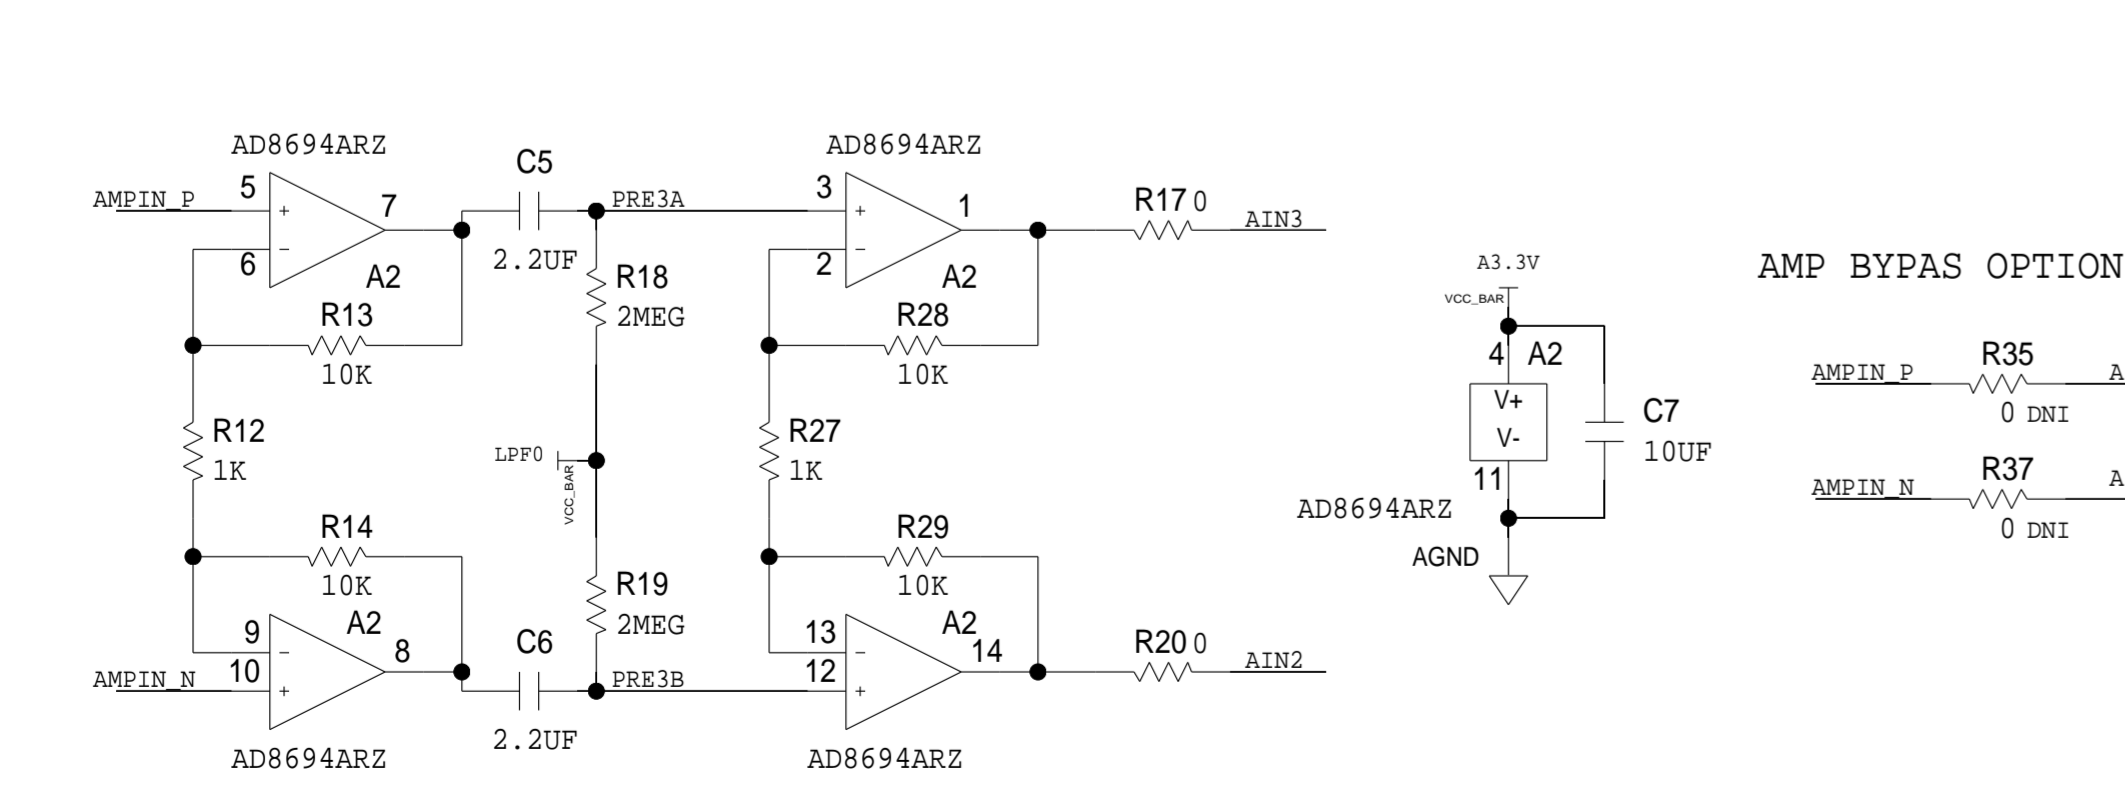 AD8694ARZ
AD8694ARZ
C5
AMPIN_P
5
7
PRE3A
3
1
R17 0
AIN3
+
+
-
-
6
2.2UF
2
A3.3V
AMP BYPAS OPTION
A2
R18
A2
VCC_BAR
R13
2MEG
R28
10K
10K
4
A2
R35
AMPIN_P
A
V+
C7
0 DNI
R12
R27
V-
LPF0
10UF
1K
1K
VCC_BAR
11
R37
AMPIN_N
A
AD8694ARZ
R14
R29
0 DNI
10K
R19
10K
AGND
A2
2MEG
A2
9
8
C6
13
14
R20 0
AIN2
-
-
10
12
AMPIN_N
PRE3B
+
+
2.2UF
AD8694ARZ
AD8694ARZ